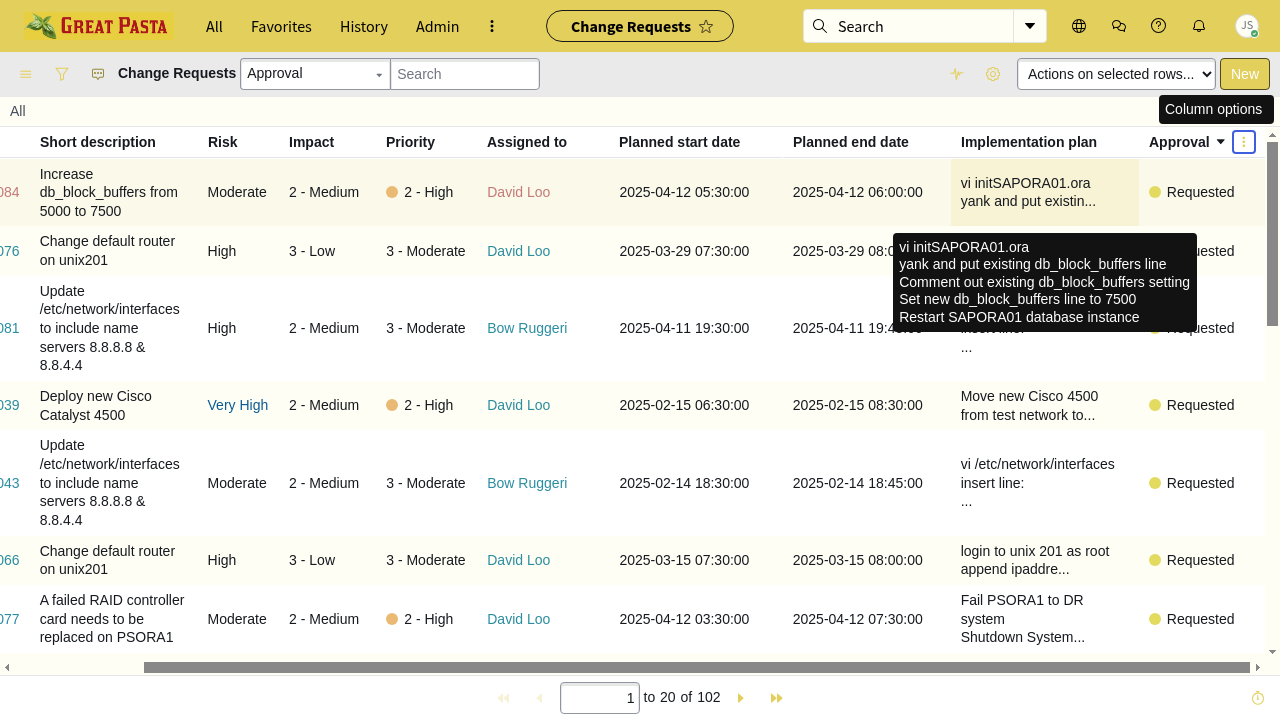 GREAT PASTA
All
Favorites
History
Admin
Change Requests
Search
JS
Change Requests
Approval
Search
Actions on selected rows...
New
All
Column options
Short description
Risk
Impact
Priority
Assigned to
Planned start date
Planned end date
Implementation plan
Approval
084
Increase
db_block_buffers from
5000 to 7500
Moderate
2 - Medium
2 - High
David Loo
2025-04-12 05:30:00
2025-04-12 06:00:00
vi initSAPORA01.ora
yank and put existin...
Requested
076
Change default router
on unix201
High
3 - Low
3 - Moderate
David Loo
2025-03-29 07:30:00
vi initSAPORA01.ora
yank and put existing db_block_buffers line
Comment out existing db_block_buffers setting
Set new db_block_buffers line to 7500
Restart SAPORA01 database instance
081
Update
/etc/network/interfaces
to include name
servers 8.8.8.8 &
8.8.4.4
High
2 - Medium
3 - Moderate
Bow Ruggeri
2025-04-11 19:30:00
...
039
Deploy new Cisco
Catalyst 4500
Very High
2 - Medium
2 - High
David Loo
2025-02-15 06:30:00
2025-02-15 08:30:00
Move new Cisco 4500
from test network to...
Requested
043
Update
/etc/network/interfaces
to include name
servers 8.8.8.8 &
8.8.4.4
Moderate
2 - Medium
3 - Moderate
Bow Ruggeri
2025-02-14 18:30:00
2025-02-14 18:45:00
vi /etc/network/interfaces
insert line:
...
Requested
066
Change default router
on unix201
High
3 - Low
3 - Moderate
David Loo
2025-03-15 07:30:00
2025-03-15 08:00:00
login to unix 201 as root
append ipaddre...
Requested
077
A failed RAID controller
card needs to be
replaced on PSORA1
Moderate
2 - Medium
2 - High
David Loo
2025-04-12 03:30:00
2025-04-12 07:30:00
Fail PSORA1 to DR
system
Shutdown System...
Requested
1 to 20 of 102